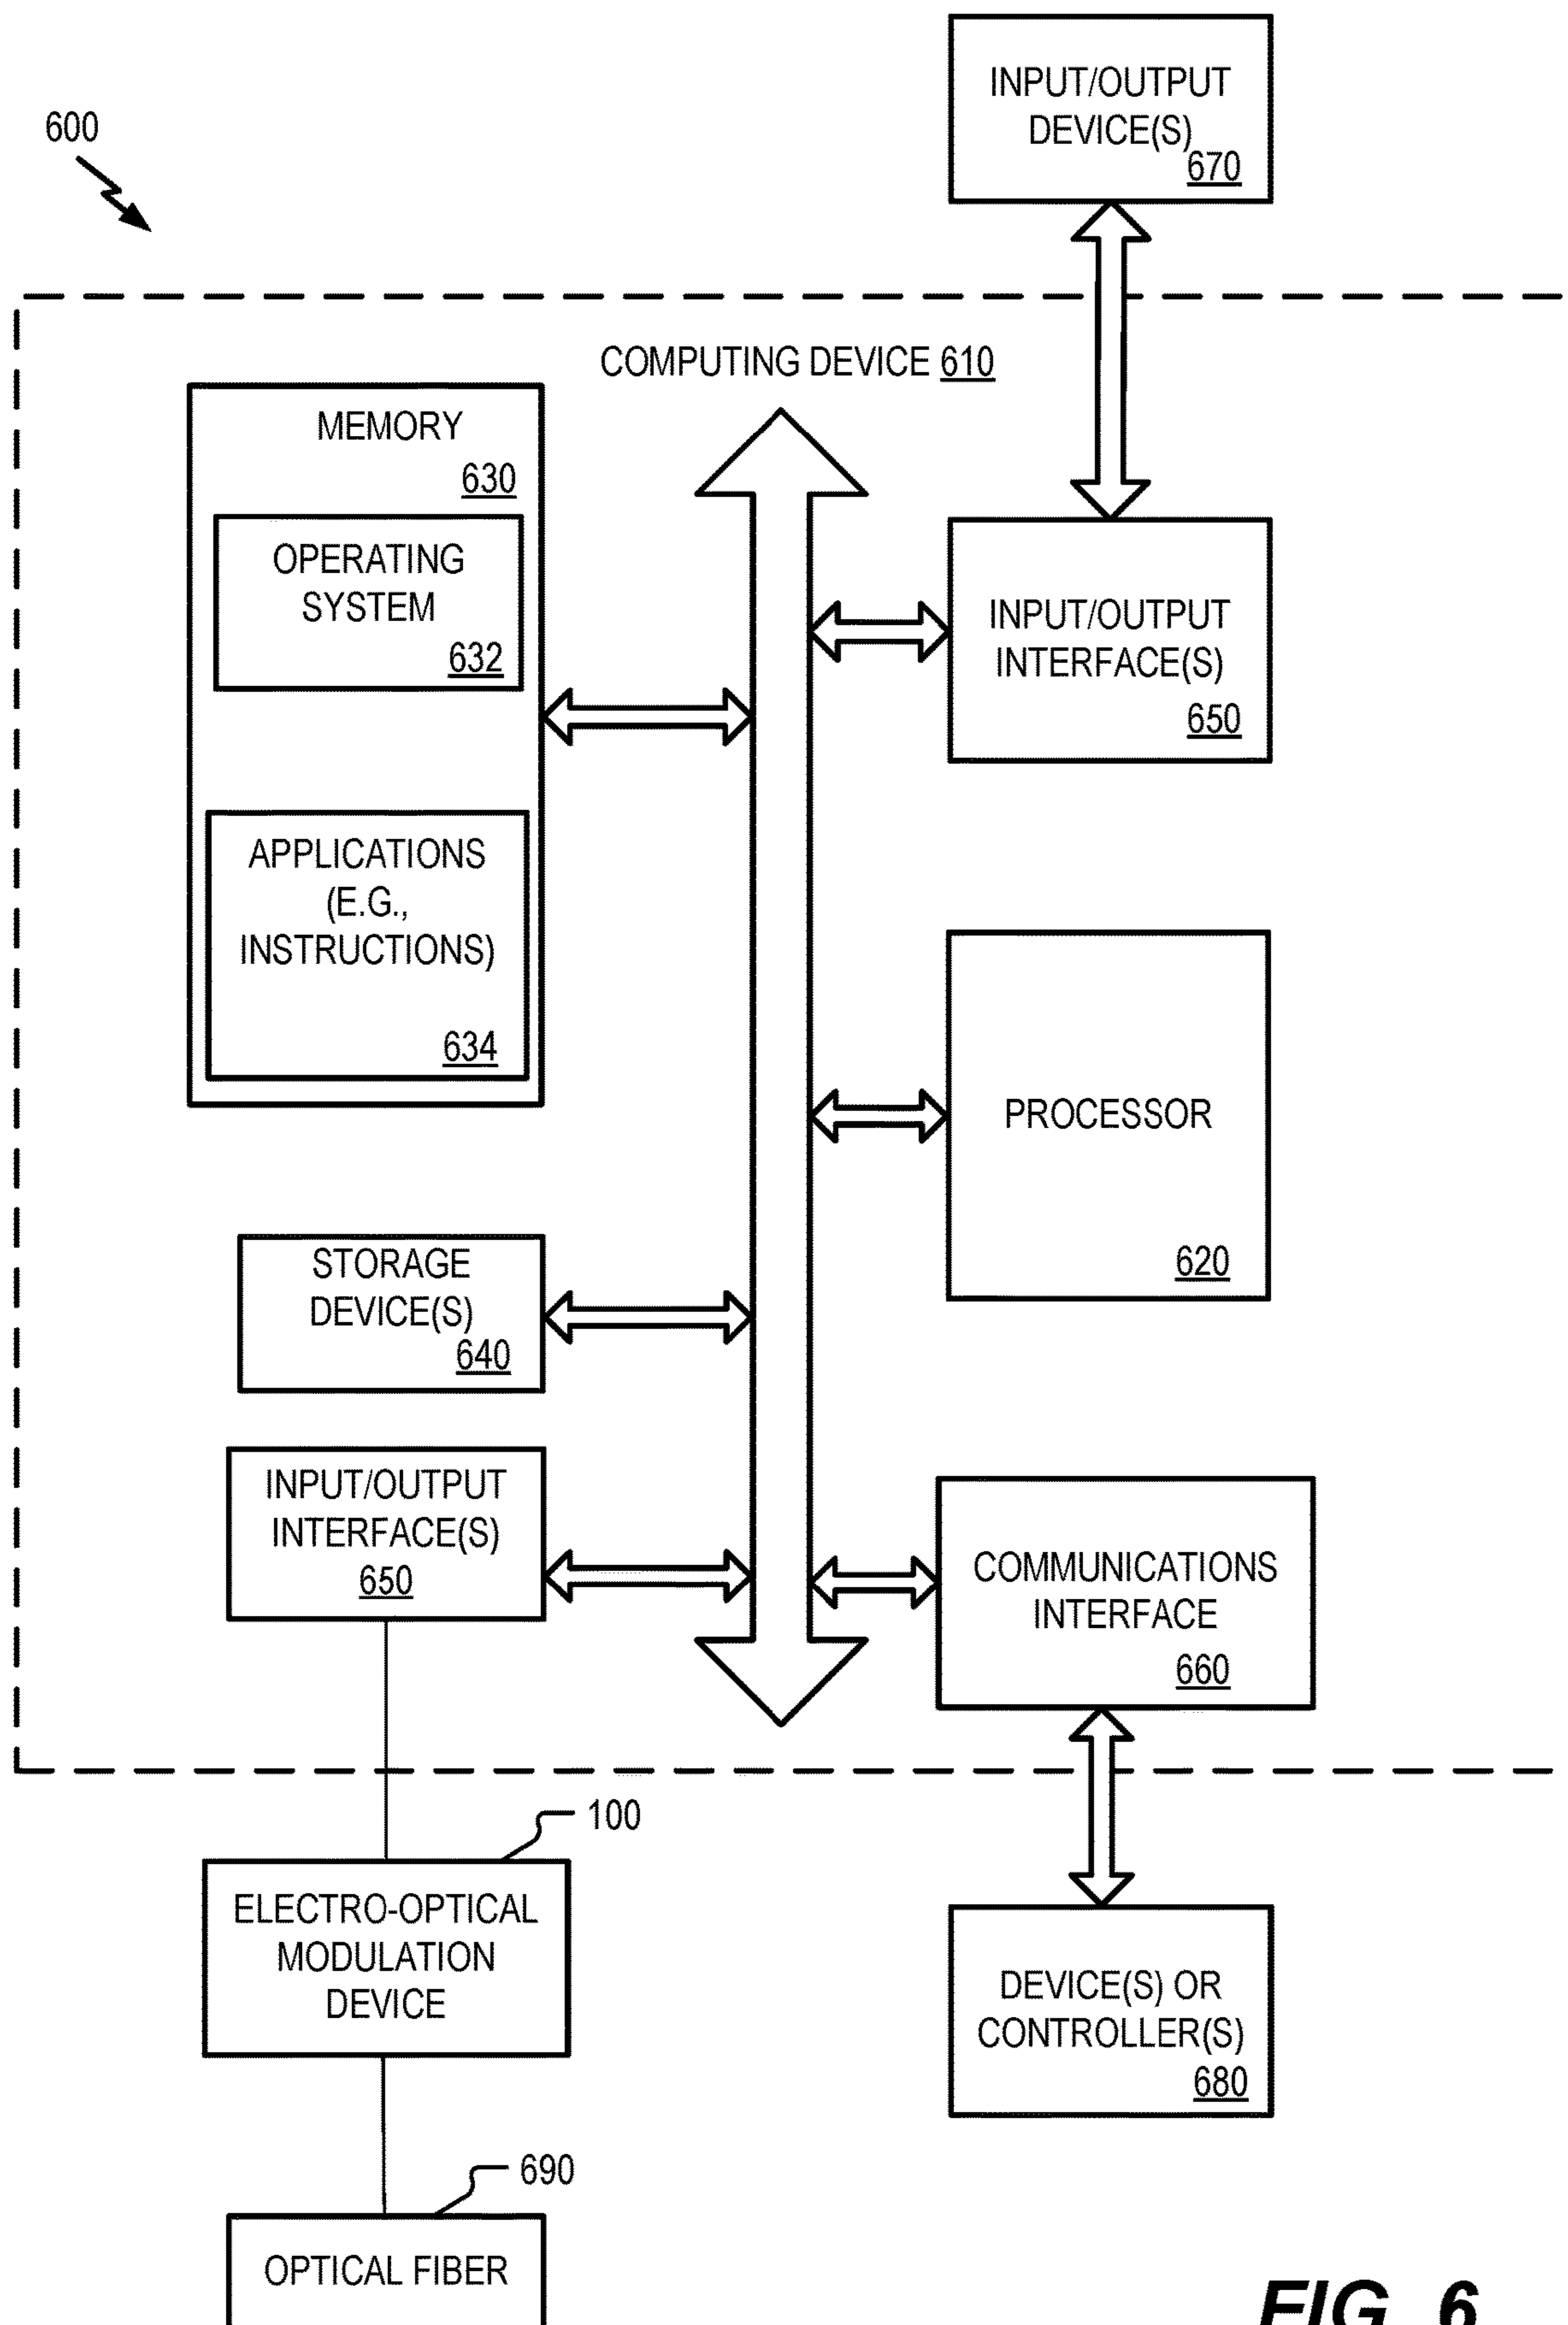 600
INPUT/OUTPUT
DEVICE(S)
670
COMPUTING DEVICE 610
MEMORY
630
OPERATING
SYSTEM
632
APPLICATIONS
(E.G.,
INSTRUCTIONS)
634
INPUT/OUTPUT
INTERFACE(S)
650
PROCESSOR
620
STORAGE
DEVICE(S)
640
INPUT/OUTPUT
INTERFACE(S)
650
COMMUNICATIONS
INTERFACE
660
100
ELECTRO-OPTICAL
MODULATION
DEVICE
DEVICE(S) OR
CONTROLLER(S)
680
690
OPTICAL FIBER
FIG. 6